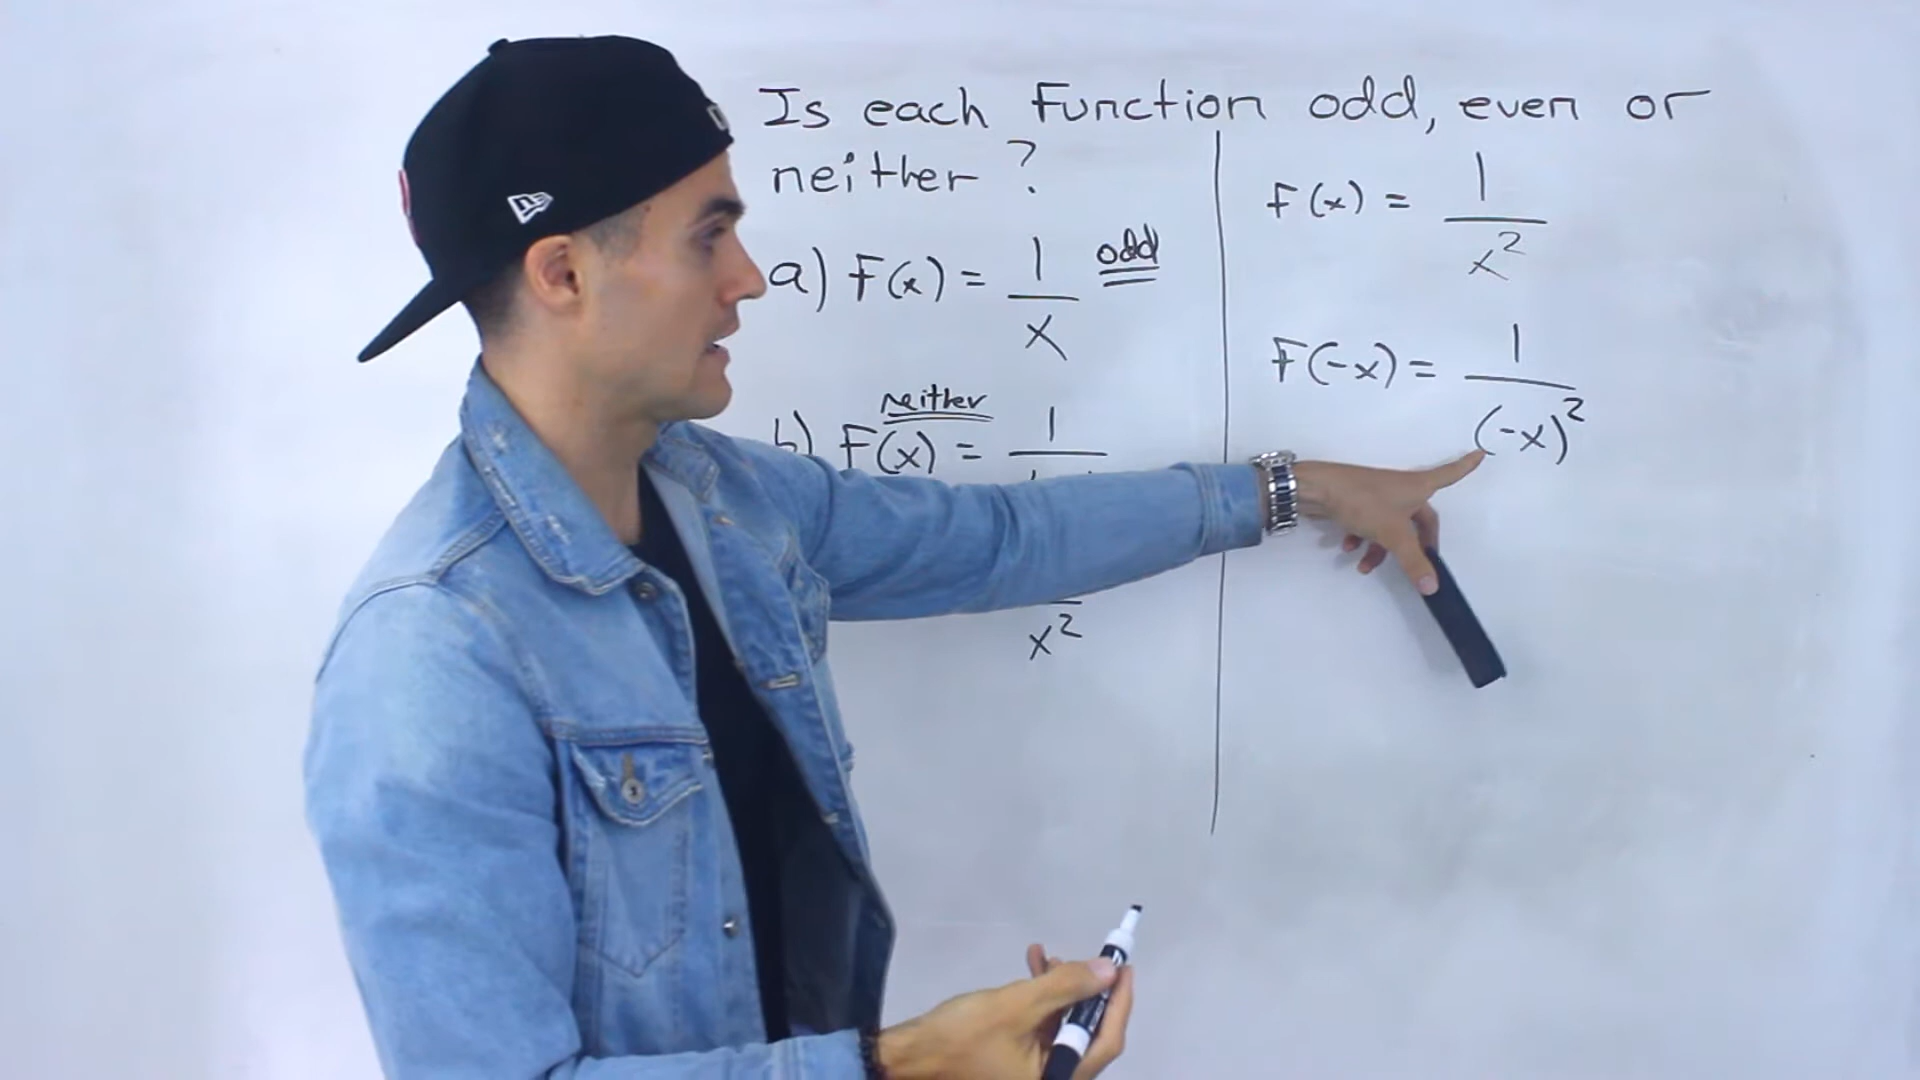 Is each Function odd, even or
neither ?
a) F(x) = 1/x odd
neither
b) F(x) = 1
x²
F(x) = 1/x²
F(-x) = 1/(-x)²